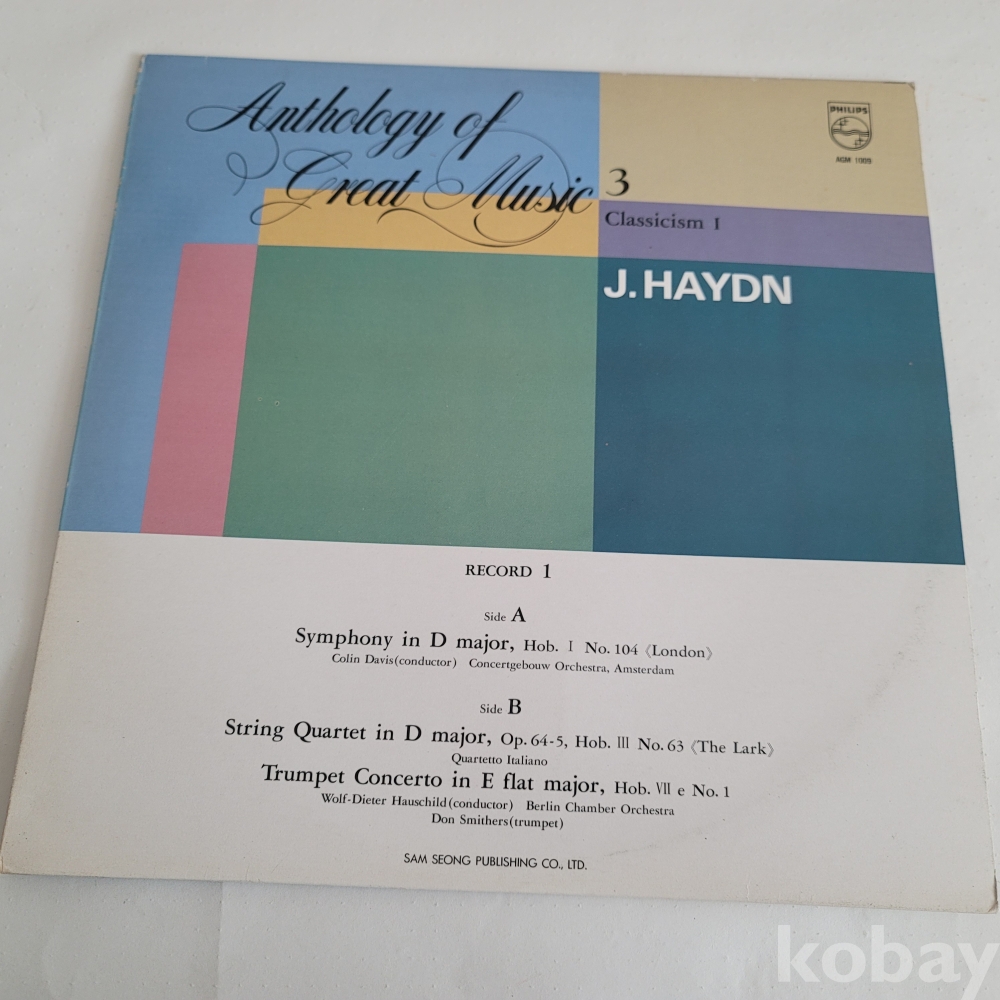 Anthology of
Great Music 3
Classicism I
J. HAYDN
PHILIPS
AGM 1009
RECORD 1
Side A
Symphony in D major, Hob. Ⅰ No. 104 《London》
Colin Davis(conductor) Concertgebouw Orchestra, Amsterdam
Side B
String Quartet in D major, Op. 64-5, Hob. Ⅲ No. 63 《The Lark》
Quartetto Italiano
Trumpet Concerto in E flat major, Hob. Ⅶ e No. 1
Wolf-Dieter Hauschild(conductor) Berlin Chamber Orchestra
Don Smithers(trumpet)
SAM SEONG PUBLISHING CO., LTD.
kobay